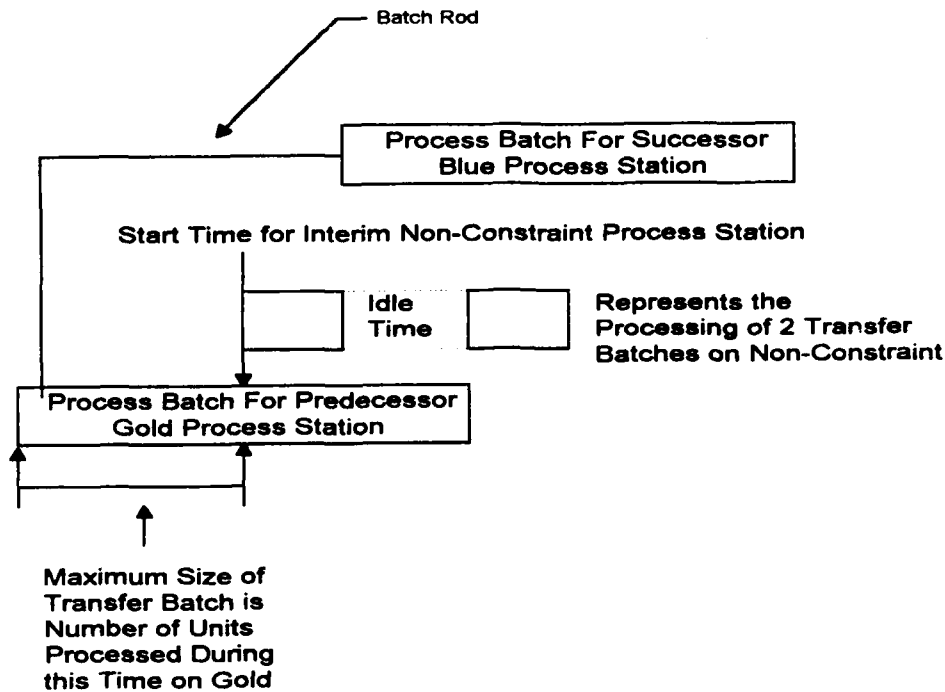 Batch Rod
Process Batch For Successor
Blue Process Station
Start Time for Interim Non-Constraint Process Station
Idle
Time
Represents the
Processing of 2 Transfer
Batches on Non-Constraint
Process Batch For Predecessor
Gold Process Station
Maximum Size of
Transfer Batch is
Number of Units
Processed During
this Time on Gold